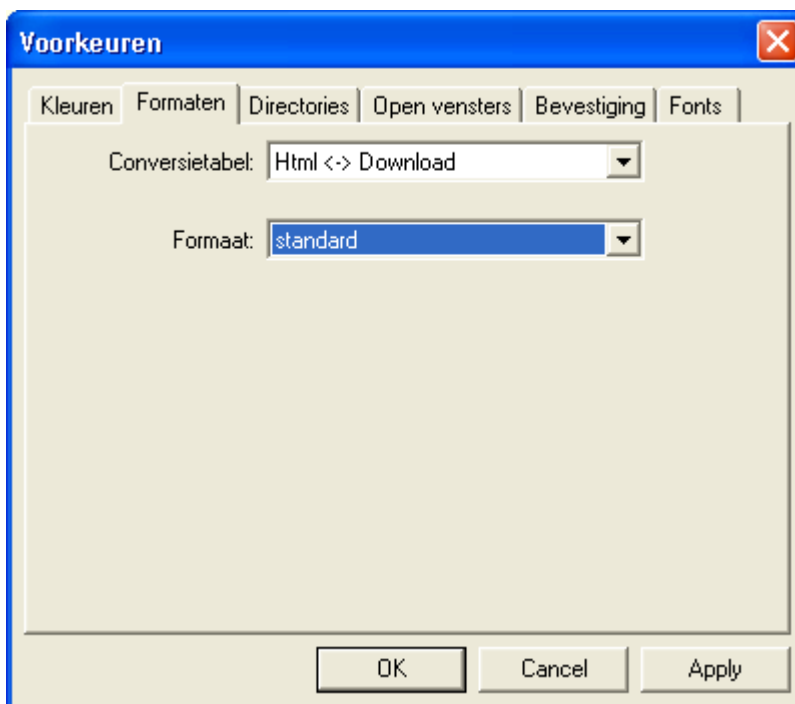 Voorkeuren
Kleuren Formaten Directories Open vensters Bevestiging Fonts
Conversietabel: Html <-> Download
Formaat: standard
OK Cancel Apply